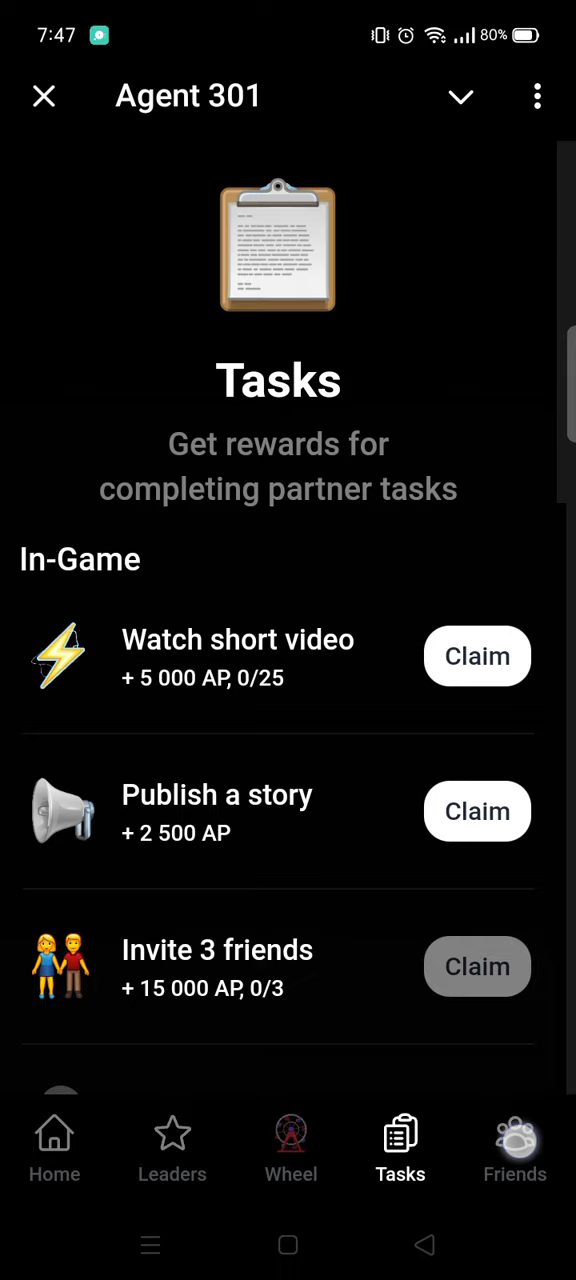 7:47
80%
Agent 301
Tasks
Get rewards for
completing partner tasks
In-Game
Watch short video
+ 5 000 AP, 0/25
Claim
Publish a story
+ 2 500 AP
Claim
Invite 3 friends
+ 15 000 AP, 0/3
Claim
Home
Leaders
Wheel
Tasks
Friends